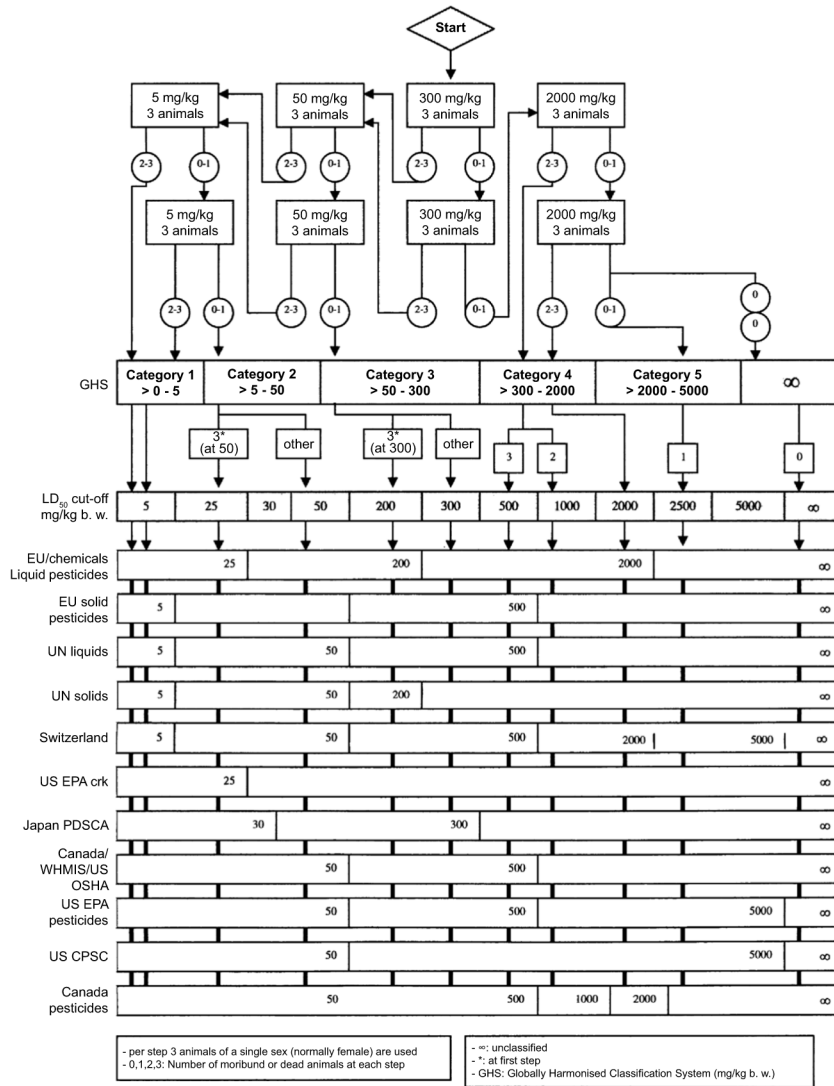 Start
5 mg/kg
3 animals
50 mg/kg
3 animals
300 mg/kg
3 animals
2000 mg/kg
3 animals
2-3
0-1
2-3
0-1
2-3
0-1
2-3
0-1
5 mg/kg
3 animals
50 mg/kg
3 animals
300 mg/kg
3 animals
2000 mg/kg
3 animals
2-3
0-1
2-3
0-1
2-3
0-1
2-3
0-1
0
0
GHS
Category 1
> 0 - 5
Category 2
> 5 - 50
Category 3
> 50 - 300
Category 4
> 300 - 2000
Category 5
> 2000 - 5000
∞
3*
(at 50)
other
3*
(at 300)
other
3
2
1
0
LD50 cut-off
mg/kg b. w.
5 25 30 50 200 300 500 1000 2000 2500 5000 ∞
EU/chemicals
Liquid pesticides
25 200 2000 ∞
EU solid
pesticides
5 500 ∞
UN liquids
5 50 500 ∞
UN solids
5 50 200 ∞
Switzerland
5 50 500 2000 5000 ∞
US EPA crk
25 ∞
Japan PDSCA
30 300 ∞
Canada/
WHMIS/US
OSHA
50 500 ∞
US EPA
pesticides
50 500 5000 ∞
US CPSC
50 5000 ∞
Canada
pesticides
50 500 1000 2000 ∞
- per step 3 animals of a single sex (normally female) are used
- 0,1,2,3: Number of moribund or dead animals at each step
- ∞: unclassified
- *: at first step
- GHS: Globally Harmonised Classification System (mg/kg b. w.)